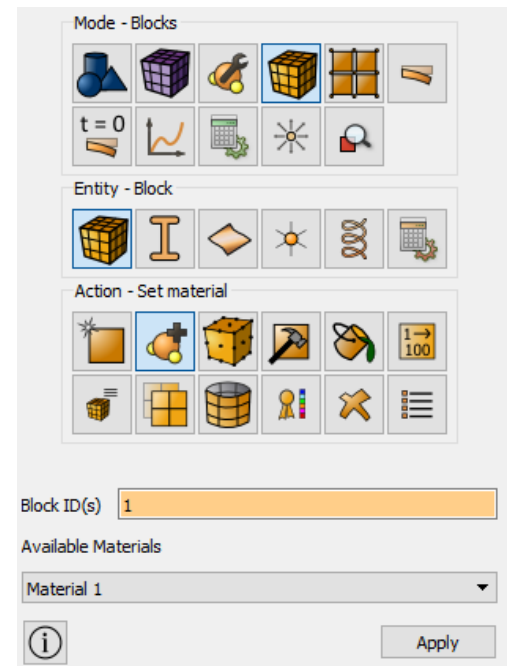 Mode - Blocks
t = 0
Entity - Block
Action - Set material
1→
100
Block ID(s) 1
Available Materials
Material 1
i Apply